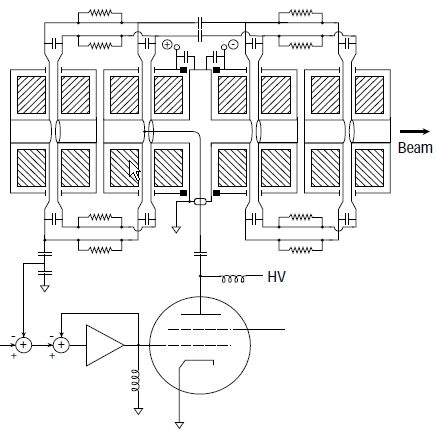 + -
Beam
HV
- -
+ + + +